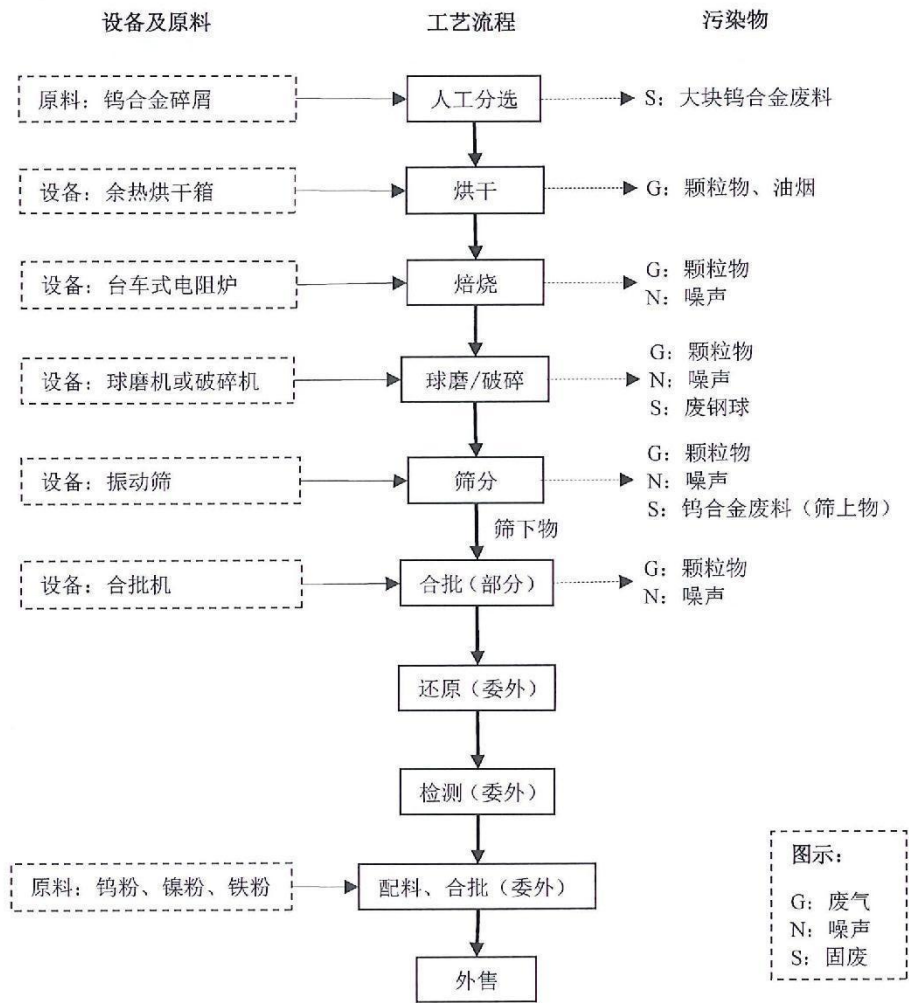 设备及原料 工艺流程 污染物
原料：钨合金碎屑 人工分选 S：大块钨合金废料
设备：余热烘干箱 烘干 G：颗粒物、油烟
设备：台车式电阻炉 焙烧 G：颗粒物
N：噪声
设备：球磨机或破碎机 球磨/破碎 G：颗粒物
N：噪声
S：废钢球
设备：振动筛 筛分 G：颗粒物
N：噪声
S：钨合金废料（筛上物）
筛下物
设备：合批机 合批（部分） G：颗粒物
N：噪声
还原（委外）
检测（委外）
原料：钨粉、镍粉、铁粉 配料、合批（委外）
外售
图示：
G：废气
N：噪声
S：固废